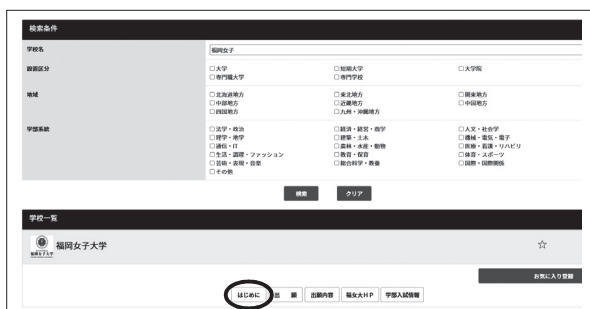 検索条件
学校名 福岡女子
設置区分 □大学 □短期大学 □大学院
□専門職大学 □専門学校
地域 □北海道地方 □東北地方 □関東地方
□中部地方 □近畿地方 □中国地方
□四国地方 □九州・沖縄地方
学部系統 □法学・政治 □経済・経営・商学 □人文・社会学
□理学・地学 □建築・土木 □機械・電気・電子
□通信・IT □農林・水産・動物 □医療・看護・リハビリ
□生活・調理・ファッション □教育・保育 □体育・スポーツ
□芸術・表現・音楽 □総合科学・教養 □国際・国際関係
□その他
検索 クリア
学校一覧
福岡女子大学 福岡女子大学 ☆
お気に入り登録
はじめに 出 願 出願内容 福女大HP 学部入試情報